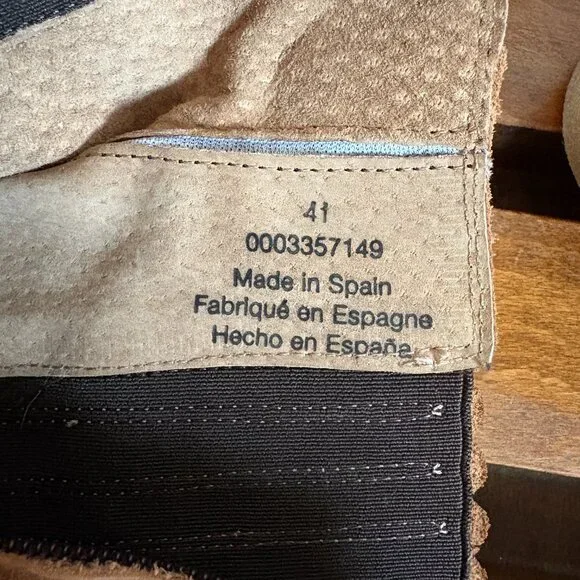 41
0003357149
Made in Spain
Fabriqué en Espagne
Hecho en España